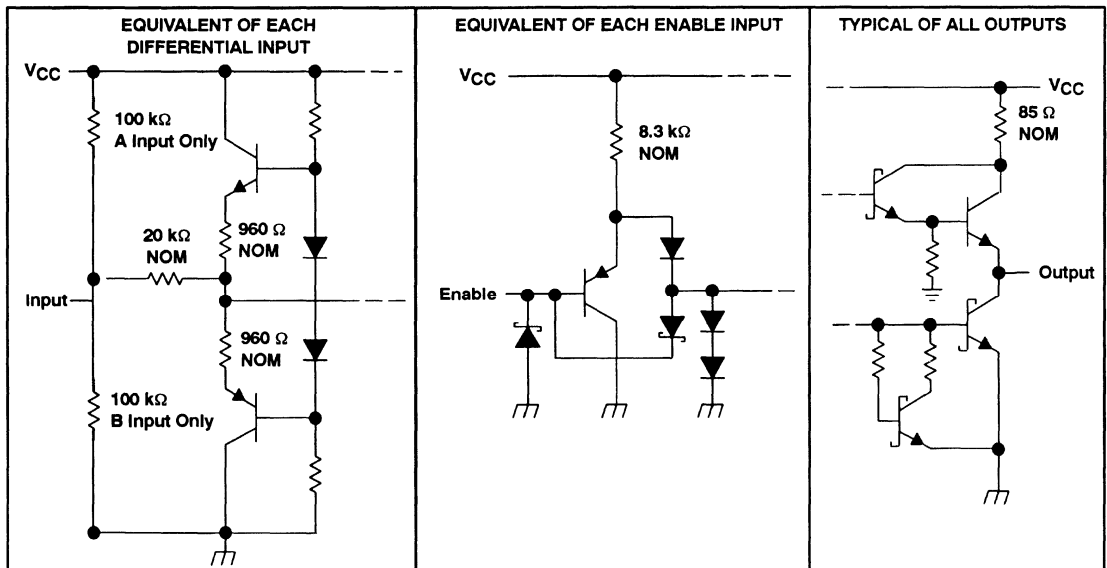 EQUIVALENT OF EACH
DIFFERENTIAL INPUT
VCC
100 kΩ
A Input Only
20 kΩ
NOM
960 Ω
NOM
Input
960 Ω
NOM
100 kΩ
B Input Only
EQUIVALENT OF EACH ENABLE INPUT
VCC
8.3 kΩ
NOM
Enable
TYPICAL OF ALL OUTPUTS
VCC
85 Ω
NOM
Output